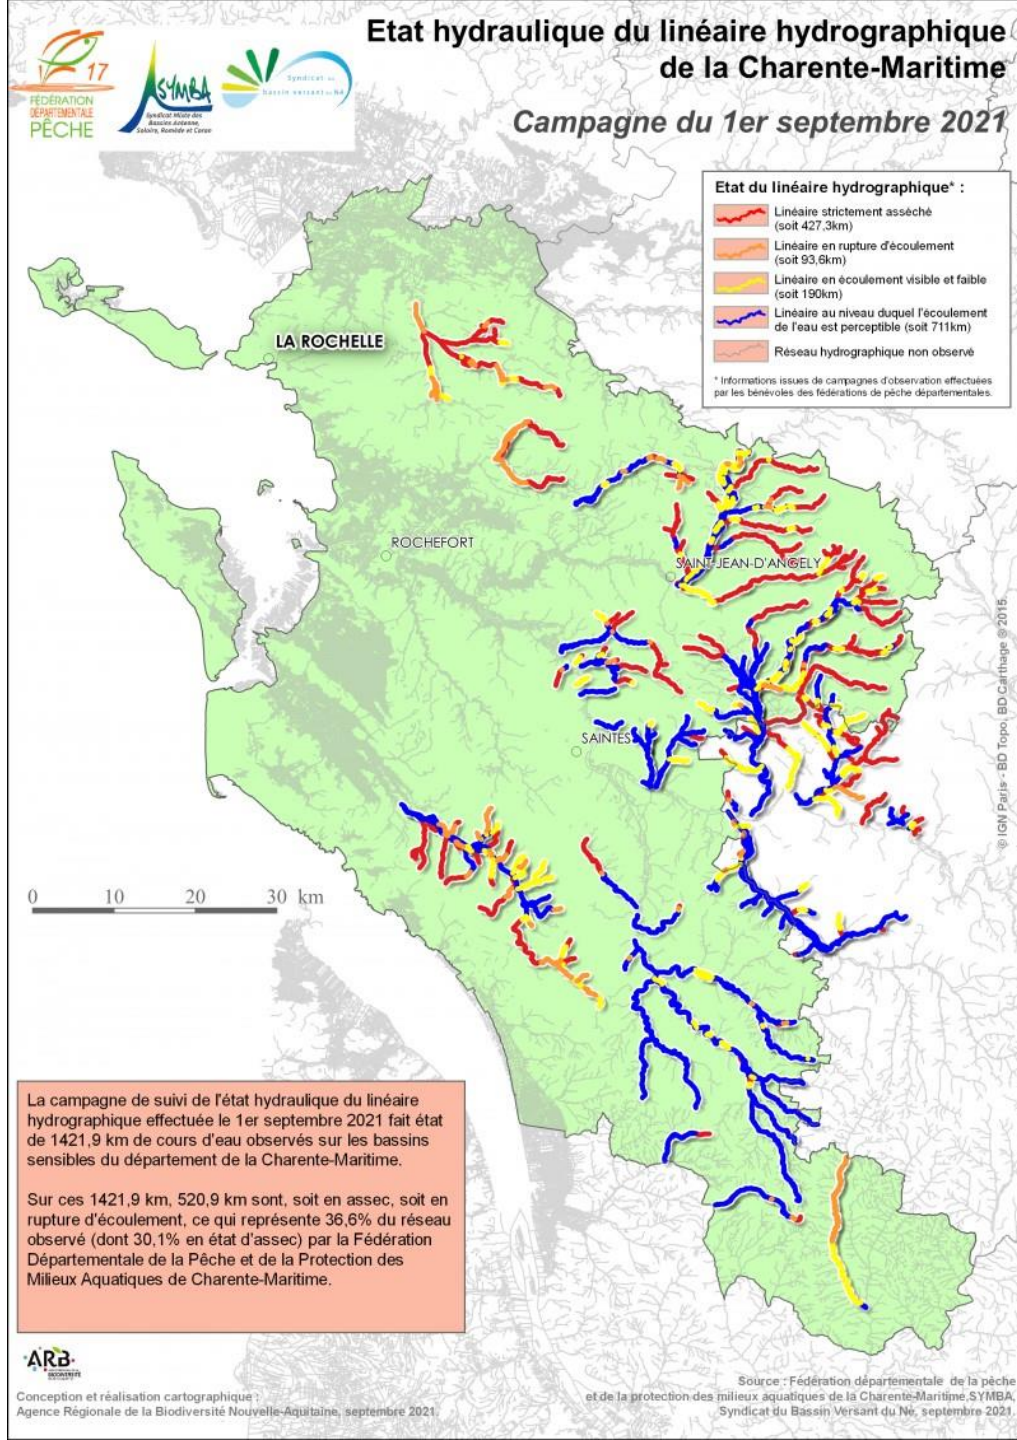 Etat hydraulique du linéaire hydrographique
de la Charente-Maritime
Campagne du 1er septembre 2021
17
FÉDÉRATION
DÉPARTEMENTALE
PÊCHE
SYMBA
Syndicat Mixte des
Bassins Antenne,
Soloire, Romède et Coran
Syndicat du
bassin versant du Né
Etat du linéaire hydrographique* :
Linéaire strictement assèché
(soit 427,3km)
Linéaire en rupture d'écoulement
(soit 93,6km)
Linéaire en écoulement visible et faible
(soit 190km)
Linéaire au niveau duquel l'écoulement
de l'eau est perceptible (soit 711km)
Réseau hydrographique non observé
* Informations issues de campagnes d'observation effectuées
par les bénévoles des fédérations de pêche départementales.
LA ROCHELLE
ROCHEFORT
SAINT-JEAN-D'ANGELY
SAINTES
© IGN Paris - BD Topo, BD Carthage © 2015
0 10 20 30 km
La campagne de suivi de l'état hydraulique du linéaire
hydrographique effectuée le 1er septembre 2021 fait état
de 1421,9 km de cours d'eau observés sur les bassins
sensibles du département de la Charente-Maritime.
Sur ces 1421,9 km, 520,9 km sont, soit en assec, soit en
rupture d'écoulement, ce qui représente 36,6% du réseau
observé (dont 30,1% en état d'assec) par la Fédération
Départementale de la Pêche et de la Protection des
Milieux Aquatiques de Charente-Maritime.
ARB
BIODIVERSITÉ
Conception et réalisation cartographique :
Agence Régionale de la Biodiversité Nouvelle-Aquitaine, septembre 2021.
Source : Fédération départementale de la pêche
et de la protection des milieux aquatiques de la Charente-Maritime,SYMBA,
Syndicat du Bassin Versant du Né, septembre 2021.